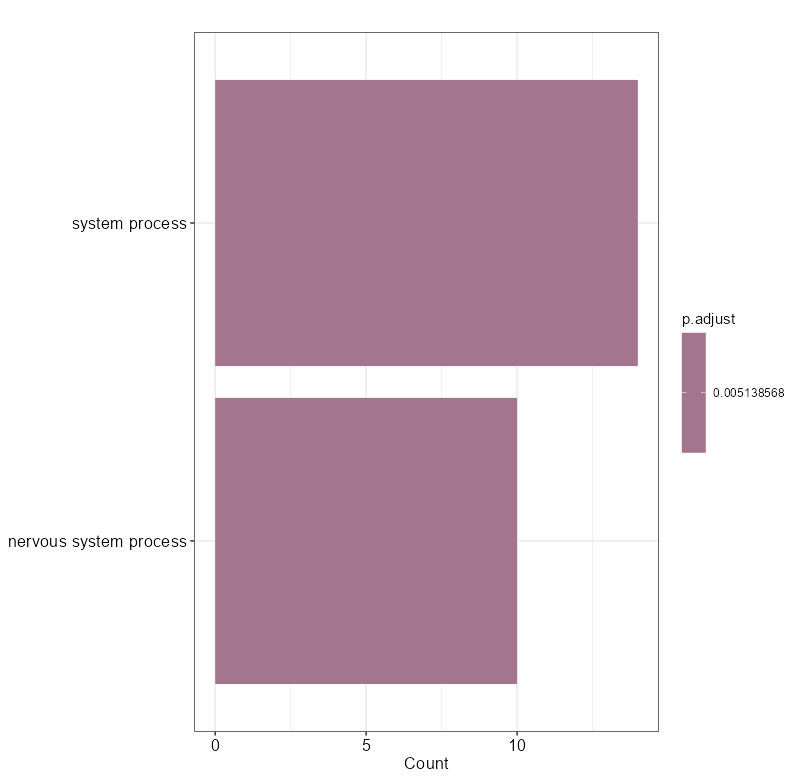 system process
nervous system process
0
5
10
Count
p.adjust
0.005138568